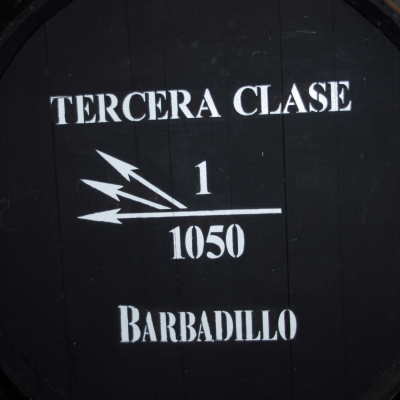 TERCERA CLASE
1
1050
BARBADILLO